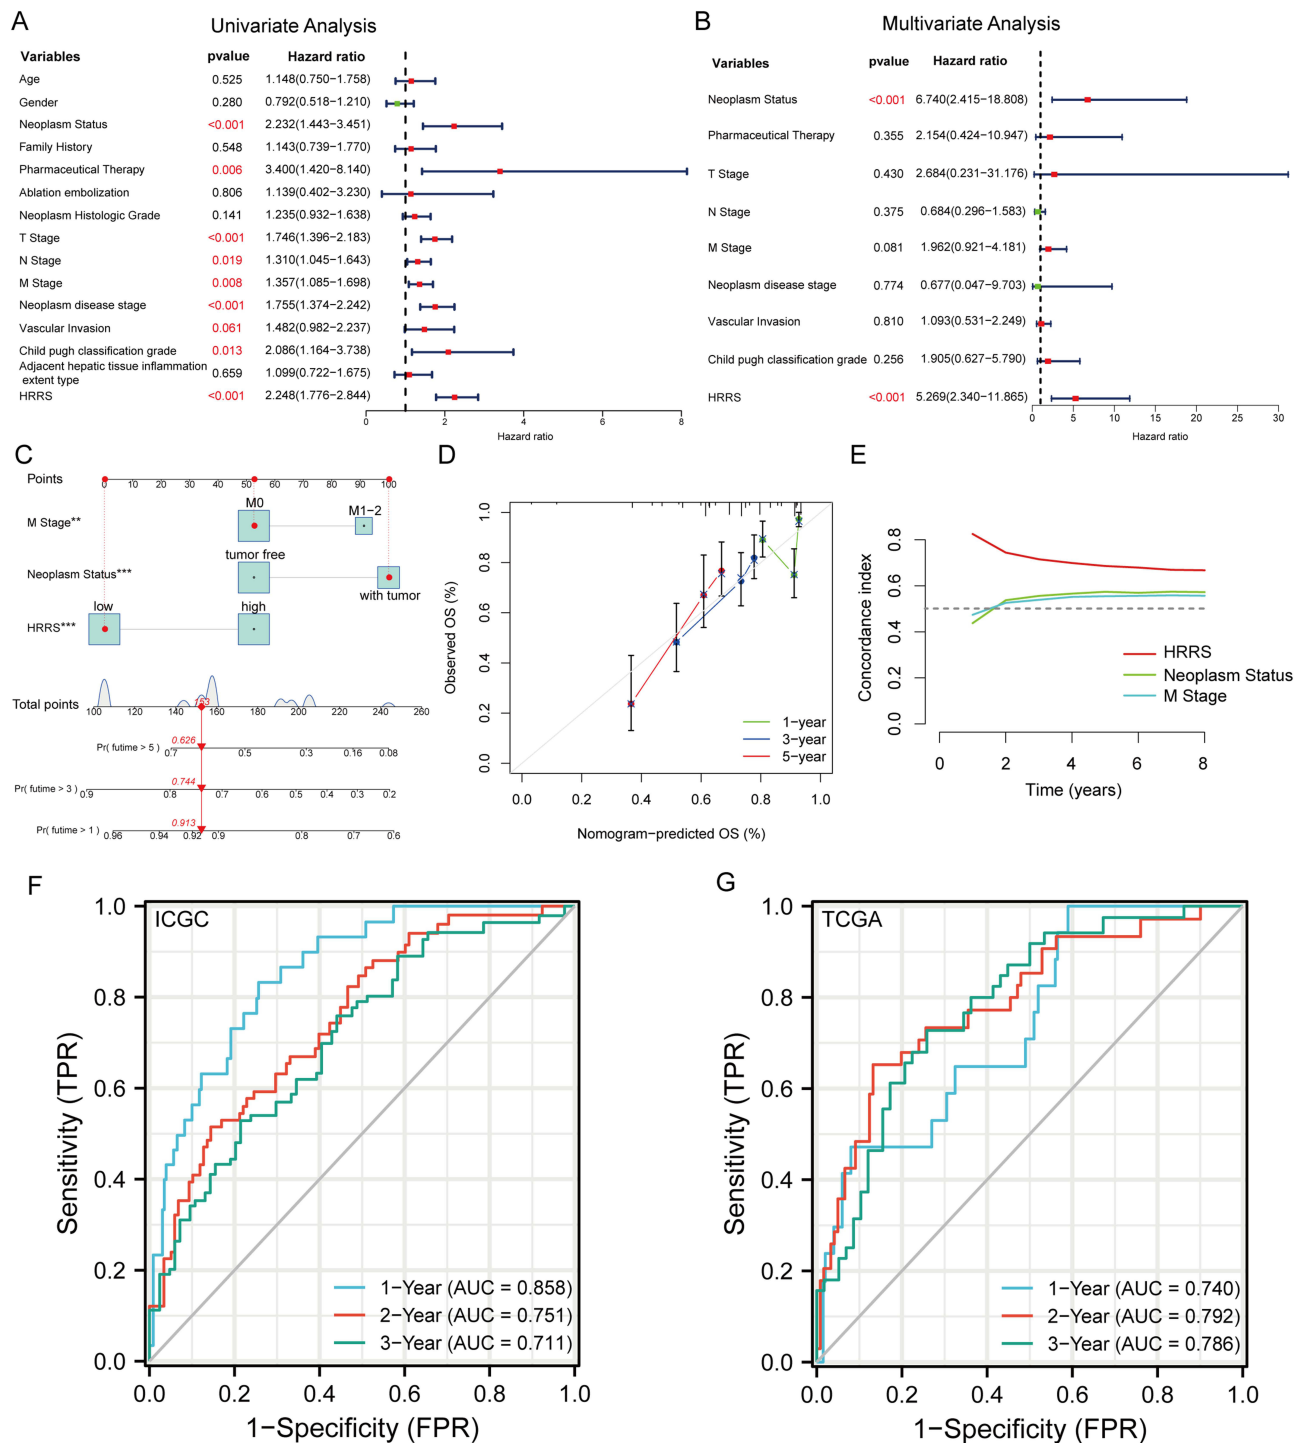 A
Univariate Analysis
Variables pvalue Hazard ratio
Age 0.525 1.148(0.750−1.758)
Gender 0.280 0.792(0.518−1.210)
Neoplasm Status <0.001 2.232(1.443−3.451)
Family History 0.548 1.143(0.739−1.770)
Pharmaceutical Therapy 0.006 3.400(1.420−8.140)
Ablation embolization 0.806 1.139(0.402−3.230)
Neoplasm Histologic Grade 0.141 1.235(0.932−1.638)
T Stage <0.001 1.746(1.396−2.183)
N Stage 0.019 1.310(1.045−1.643)
M Stage 0.008 1.357(1.085−1.698)
Neoplasm disease stage <0.001 1.755(1.374−2.242)
Vascular Invasion 0.061 1.482(0.982−2.237)
Child pugh classification grade 0.013 2.086(1.164−3.738)
Adjacent hepatic tissue inflammation
extent type 0.659 1.099(0.722−1.675)
HRRS <0.001 2.248(1.776−2.844)
0 2 4 6 8
Hazard ratio
B
Multivariate Analysis
Variables pvalue Hazard ratio
Neoplasm Status <0.001 6.740(2.415−18.808)
Pharmaceutical Therapy 0.355 2.154(0.424−10.947)
T Stage 0.430 2.684(0.231−31.176)
N Stage 0.375 0.684(0.296−1.583)
M Stage 0.081 1.962(0.921−4.181)
Neoplasm disease stage 0.774 0.677(0.047−9.703)
Vascular Invasion 0.810 1.093(0.531−2.249)
Child pugh classification grade 0.256 1.905(0.627−5.790)
HRRS <0.001 5.269(2.340−11.865)
0 5 10 15 20 25 30
Hazard ratio
C
Points
0 10 20 30 40 50 60 70 80 90 100
M0
M1−2
M Stage**
tumor free
Neoplasm Status***
with tumor
low high
HRRS***
Total points
153
100 120 140 160 180 200 220 240 260
0.626
Pr( futime > 5 )
0.7 0.5 0.3 0.16 0.08
0.744
Pr( futime > 3 )
0.9 0.8 0.7 0.6 0.5 0.4 0.3 0.2
0.913
Pr( futime > 1 )
0.96 0.94 0.92 0.9 0.8 0.7 0.6
D
Observed OS (%)
1.0
0.8
0.6
0.4
0.2
0.0
1−year
3−year
5−year
0.0 0.2 0.4 0.6 0.8 1.0
Nomogram−predicted OS (%)
E
Concordance index
0.8
0.6
0.4
0.2
0.0
HRRS
Neoplasm Status
M Stage
0 2 4 6 8
Time (years)
F
ICGC
Sensitivity (TPR)
1.0
0.8
0.6
0.4
0.2
0.0
1−Year (AUC = 0.858)
2−Year (AUC = 0.751)
3−Year (AUC = 0.711)
0.0 0.2 0.4 0.6 0.8 1.0
1−Specificity (FPR)
G
TCGA
Sensitivity (TPR)
1.0
0.8
0.6
0.4
0.2
0.0
1−Year (AUC = 0.740)
2−Year (AUC = 0.792)
3−Year (AUC = 0.786)
0.0 0.2 0.4 0.6 0.8 1.0
1−Specificity (FPR)